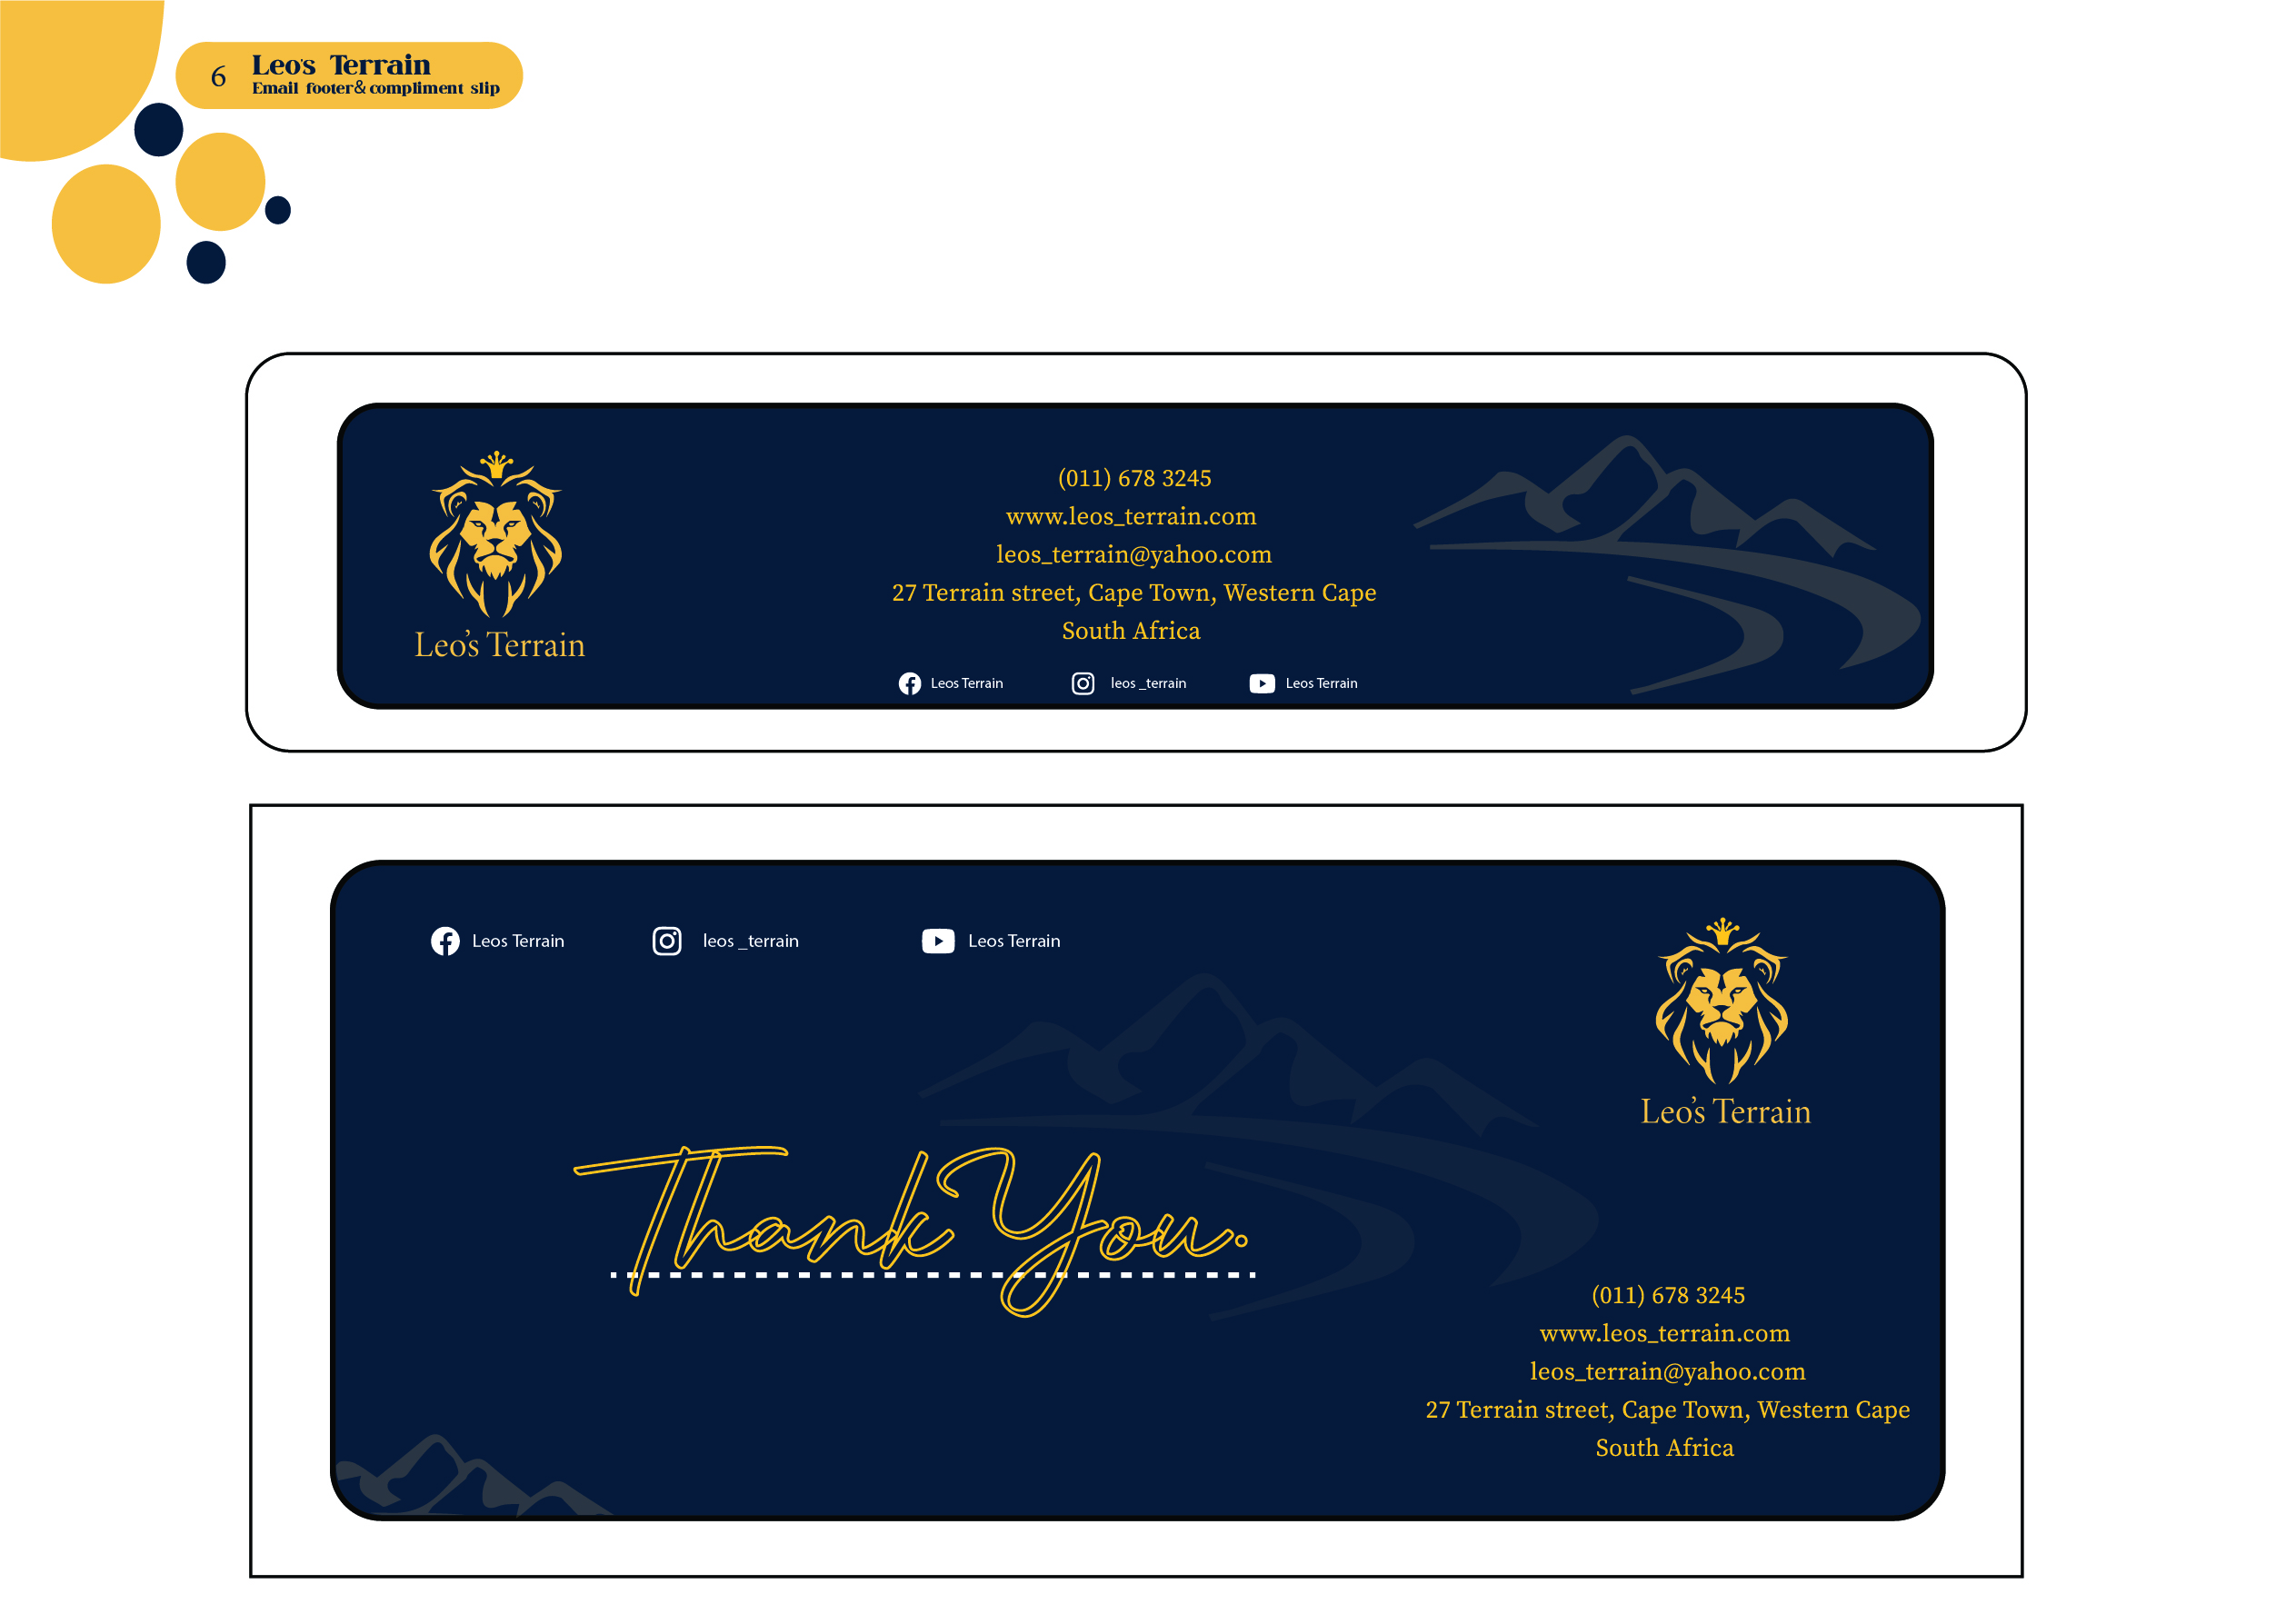 6
Leo's Terrain
Email footer&compliment slip
Leo's Terrain
(011) 678 3245
www.leos_terrain.com
leos_terrain@yahoo.com
27 Terrain street, Cape Town, Western Cape
South Africa
Leos Terrain
leos _terrain
Leos Terrain
Leos Terrain
leos _terrain
Leos Terrain
Leo's Terrain
Thank You.
(011) 678 3245
www.leos_terrain.com
leos_terrain@yahoo.com
27 Terrain street, Cape Town, Western Cape
South Africa